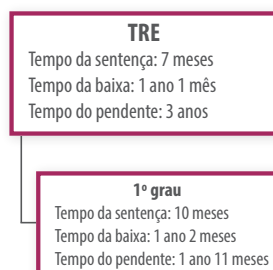 TRE
Tempo da sentença: 7 meses
Tempo da baixa: 1 ano 1 mês
Tempo do pendente: 3 anos
1º grau
Tempo da sentença: 10 meses
Tempo da baixa: 1 ano 2 meses
Tempo do pendente: 1 ano 11 meses